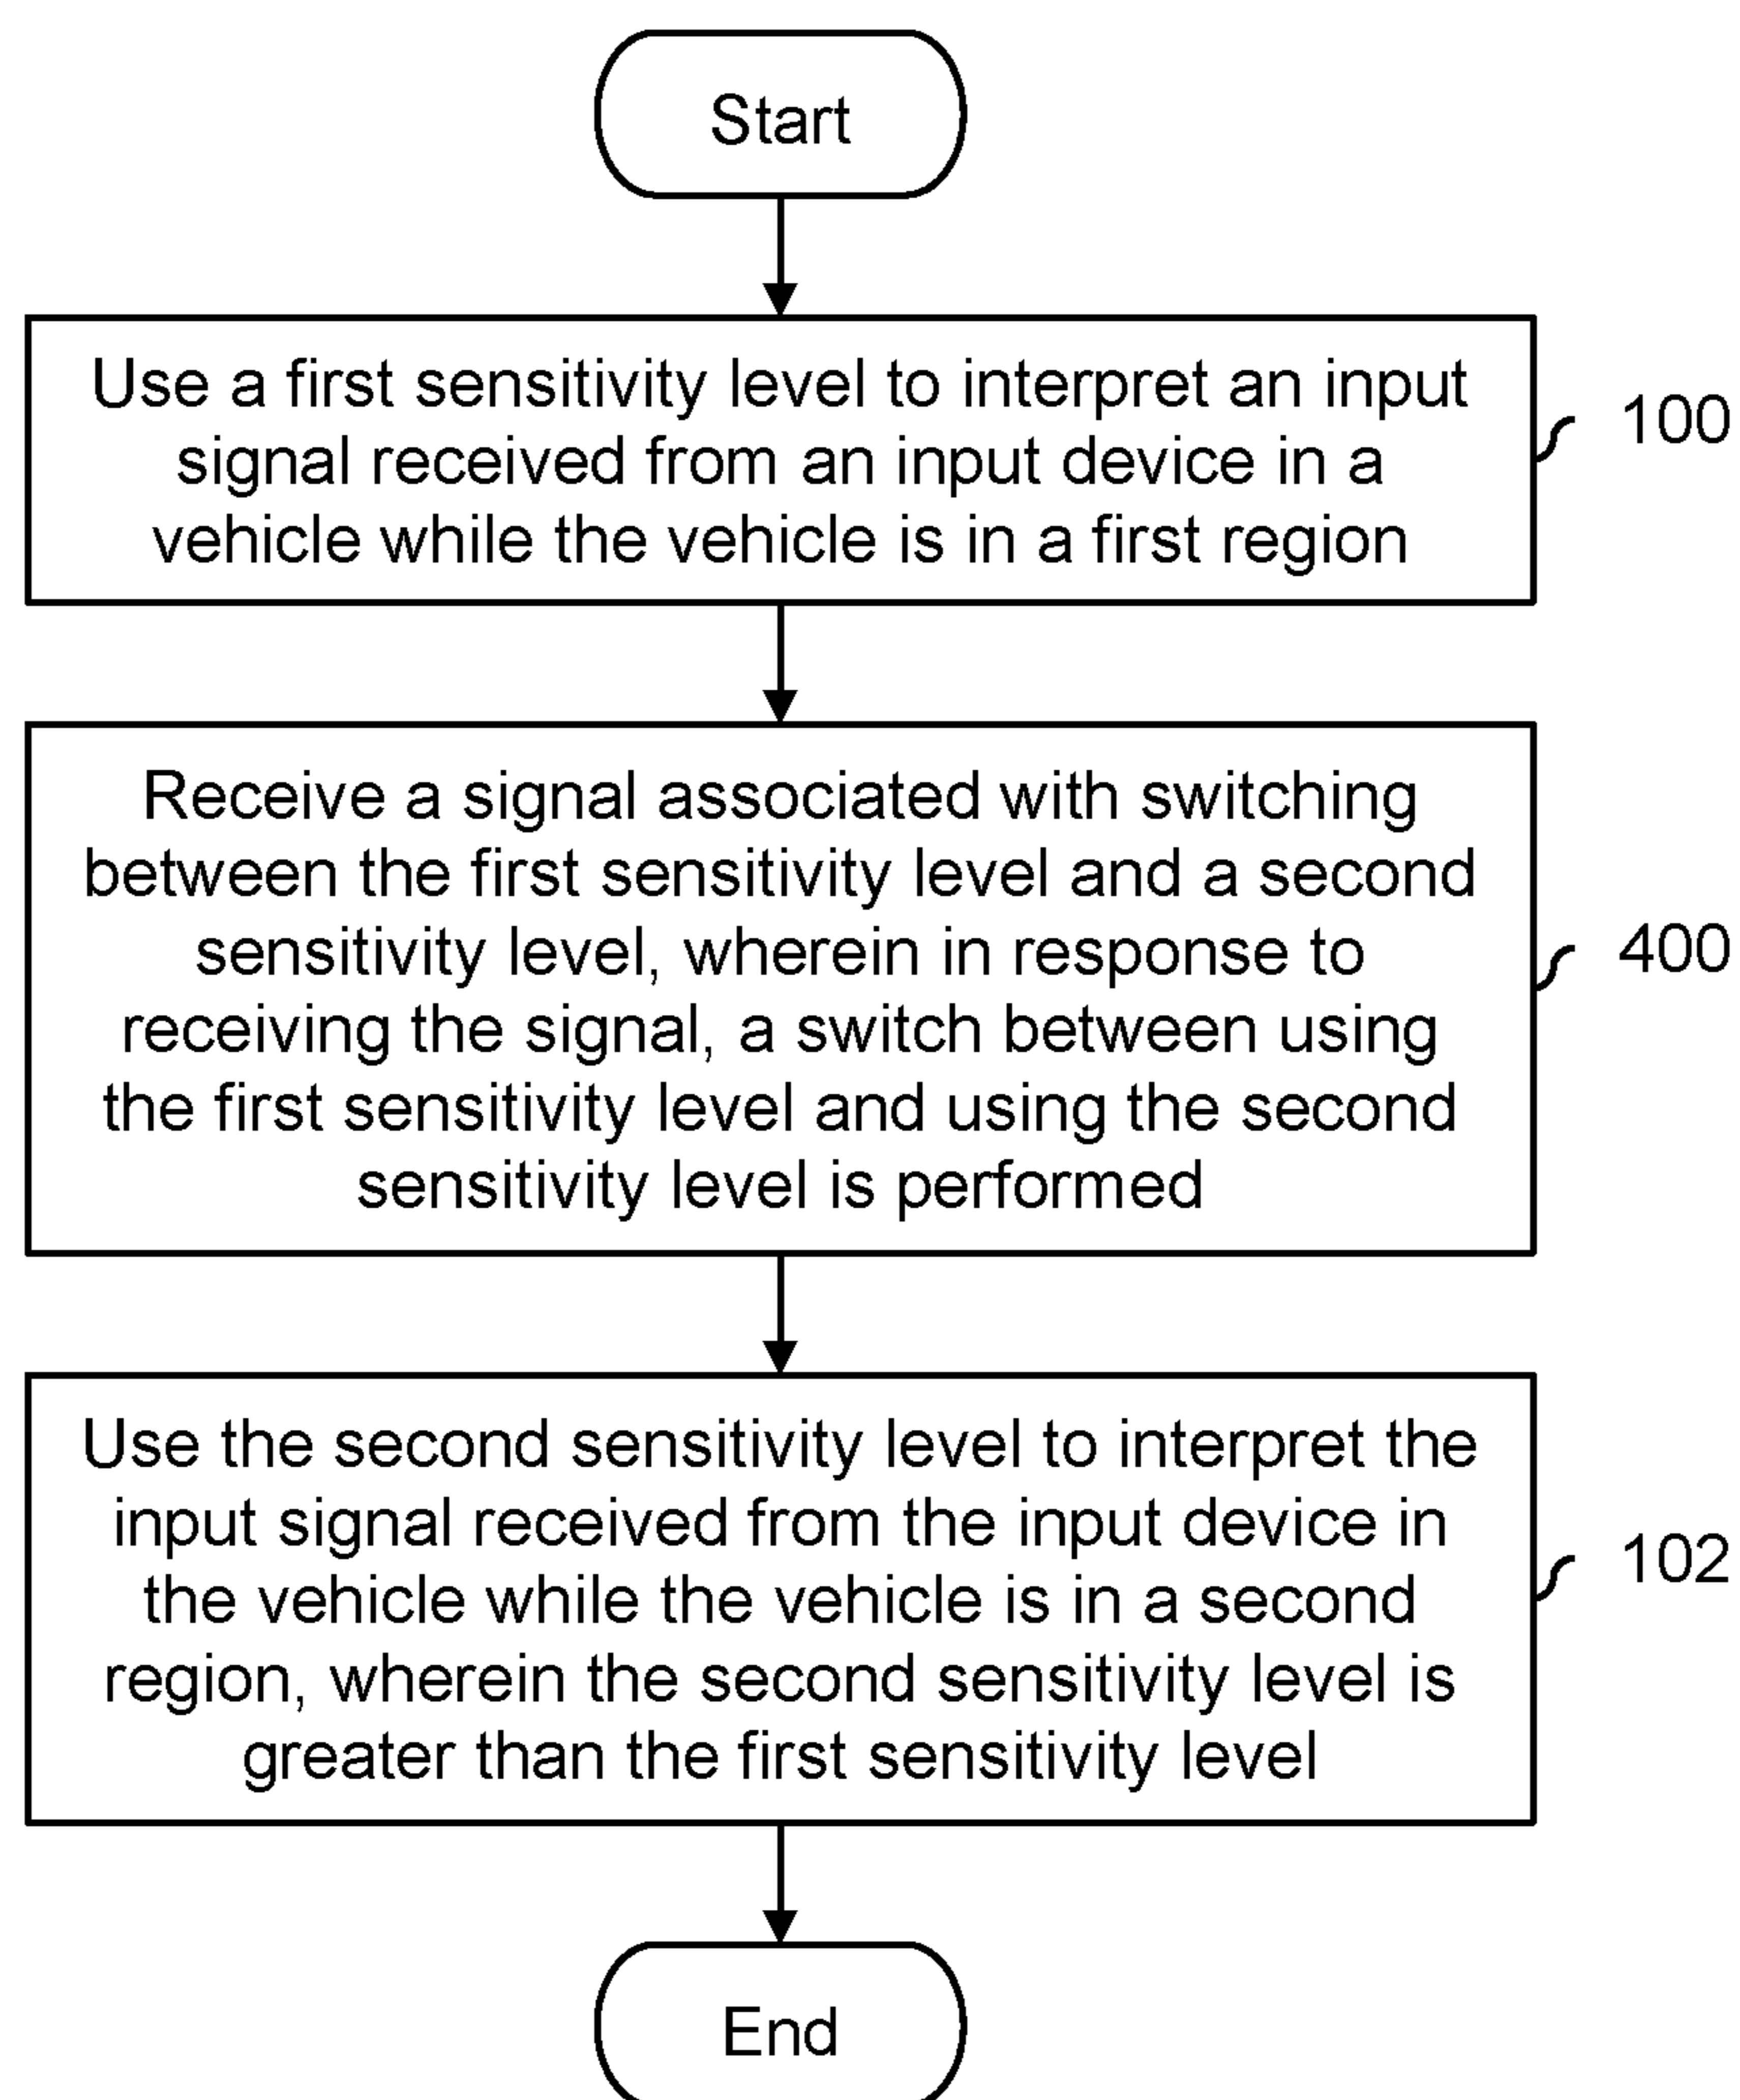 Start
Use a first sensitivity level to interpret an input
signal received from an input device in a
vehicle while the vehicle is in a first region
100
Receive a signal associated with switching
between the first sensitivity level and a second
sensitivity level, wherein in response to
receiving the signal, a switch between using
the first sensitivity level and using the second
sensitivity level is performed
400
Use the second sensitivity level to interpret the
input signal received from the input device in
the vehicle while the vehicle is in a second
region, wherein the second sensitivity level is
greater than the first sensitivity level
102
End